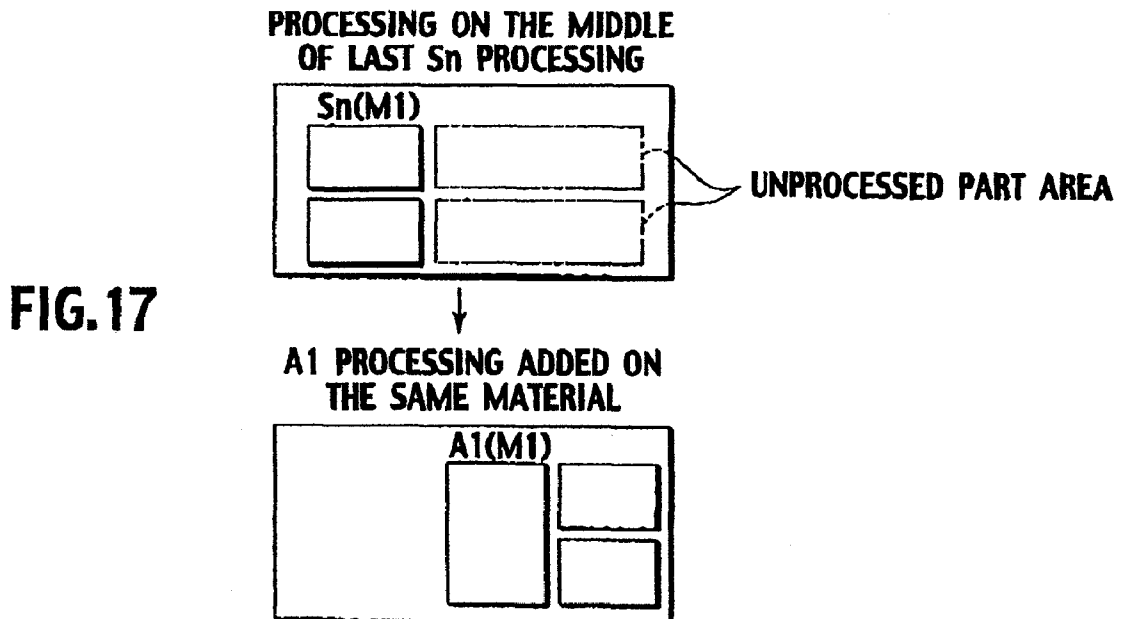 PROCESSING ON THE MIDDLE
OF LAST Sn PROCESSING
Sn(M1)
UNPROCESSED PART AREA
FIG.17
A1 PROCESSING ADDED ON
THE SAME MATERIAL
A1(M1)